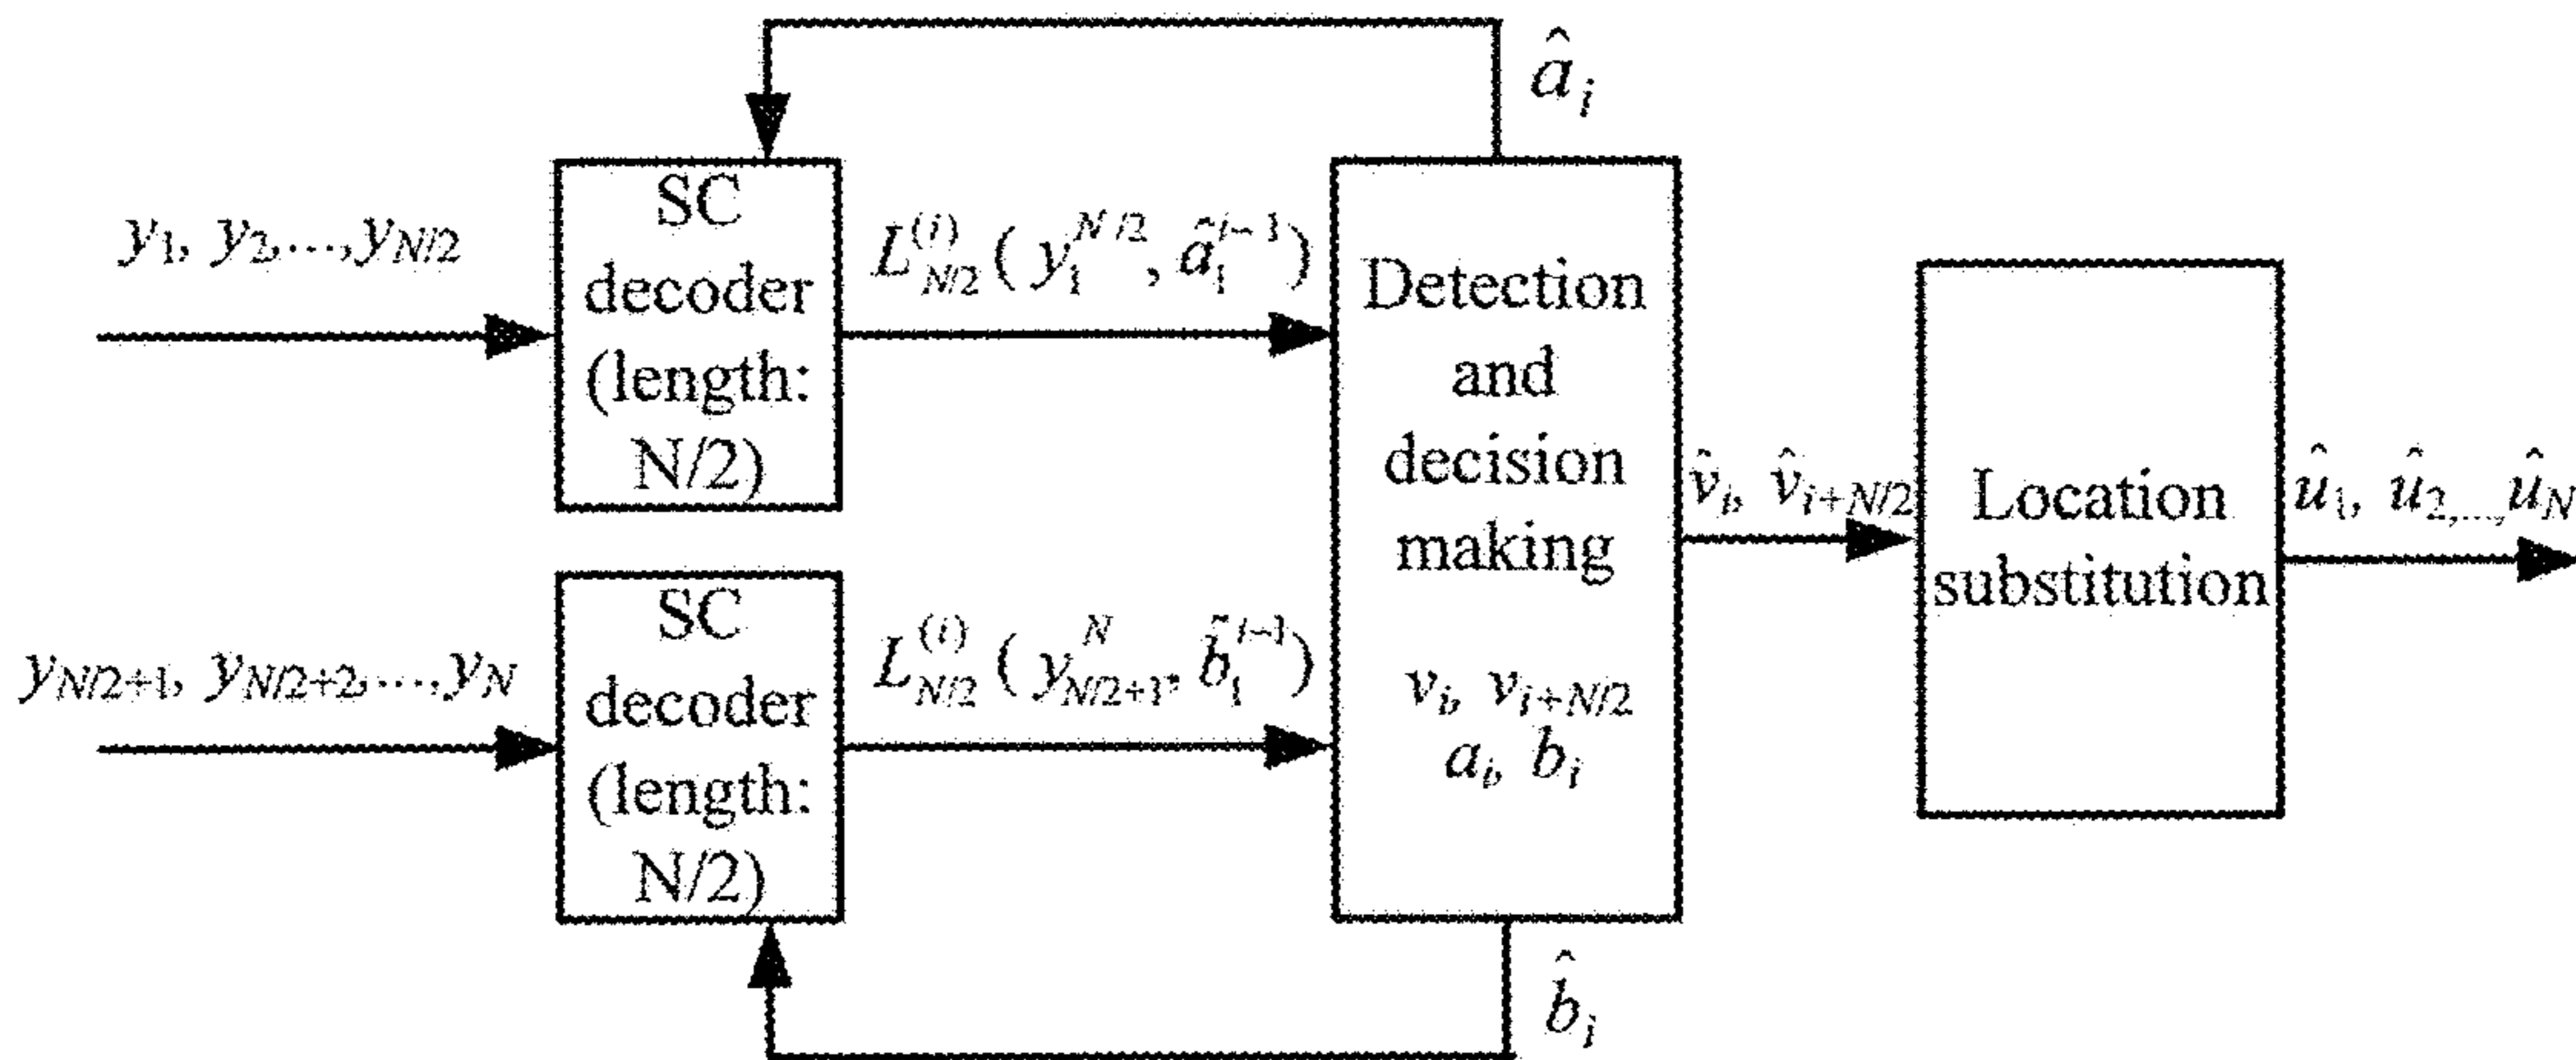 â_i
SC
decoder
(length:
N/2)
y_1, y_2,...,y_{N/2}
L_{N/2}^{(i)}(y_1^{N/2}, â_1^{i-1})
Detection
and
decision
making
v_i, v_{i+N/2}
a_i, b_i
SC
decoder
(length:
N/2)
y_{N/2+1}, y_{N/2+2},...,y_N
L_{N/2}^{(i)}(y_{N/2+1}^N, b̂_1^{i-1})
b̂_i
v̂_i, v̂_{i+N/2}
Location
substitution
û_1, û_2,...,û_N